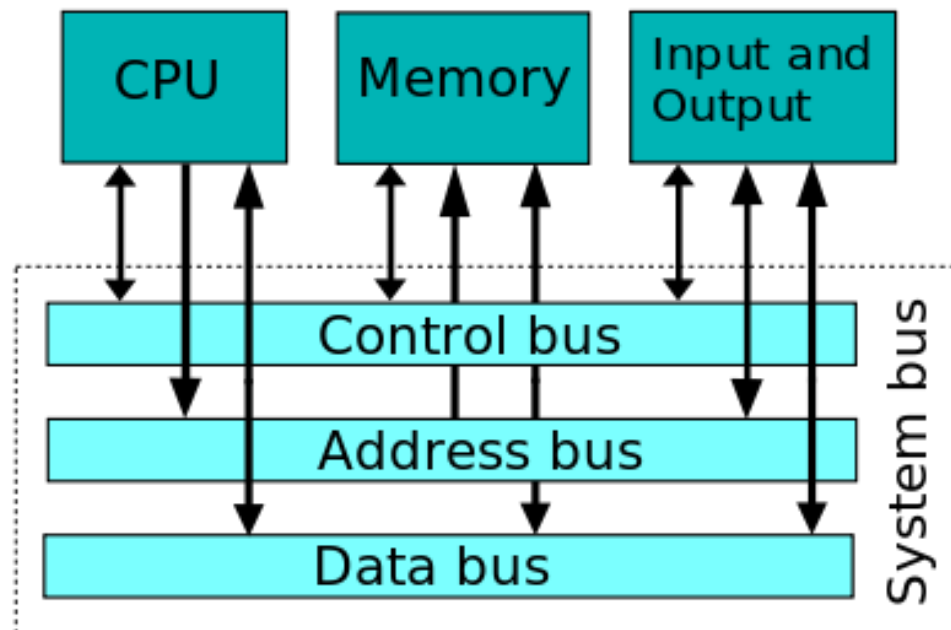 CPU
Memory
Input and
Output
Control bus
Address bus
Data bus
System bus